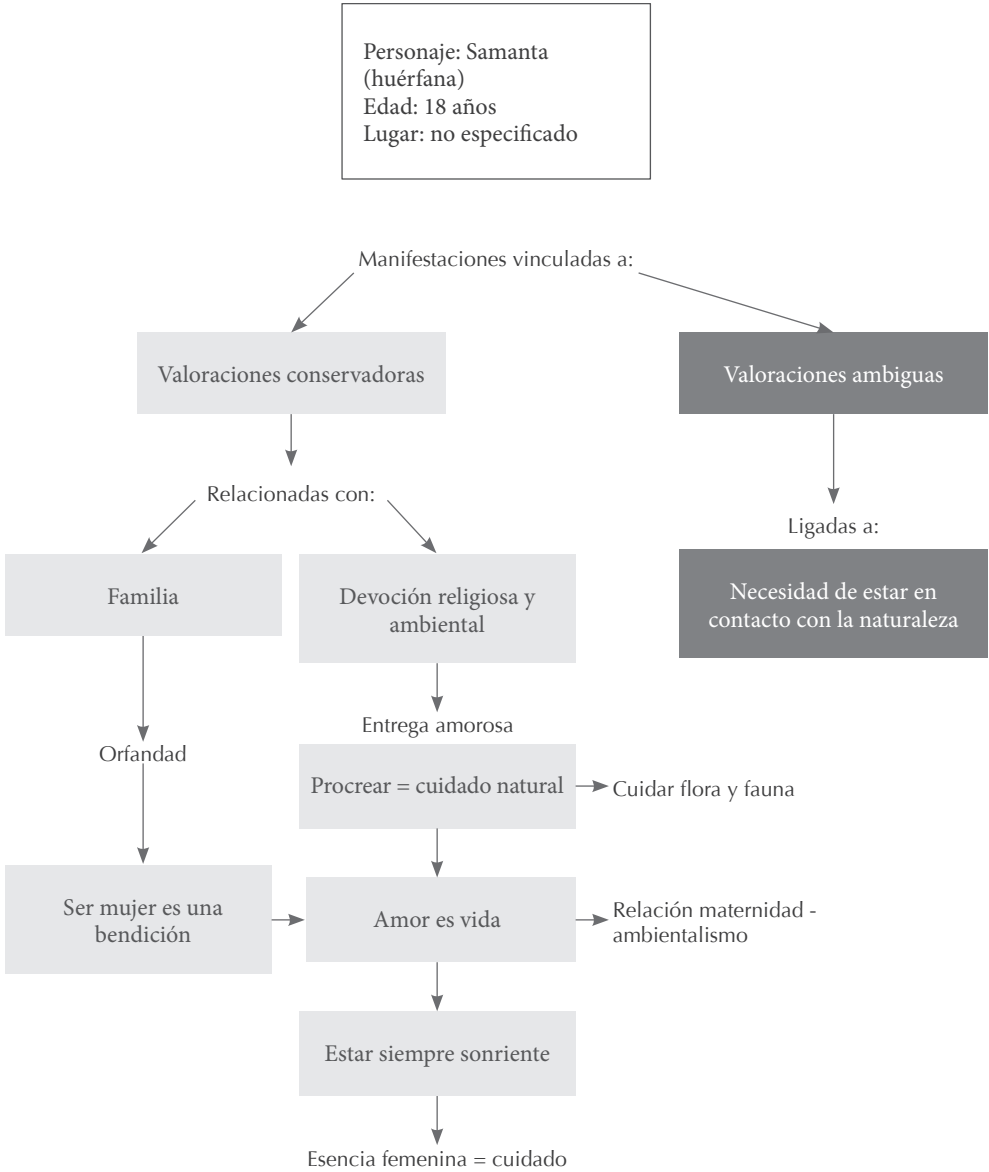 Personaje: Samanta
(huérfana)
Edad: 18 años
Lugar: no especificado
Manifestaciones vinculadas a:
Valoraciones conservadoras
Valoraciones ambiguas
Relacionadas con:
Ligadas a:
Familia
Devoción religiosa y
ambiental
Necesidad de estar en
contacto con la naturaleza
Entrega amorosa
Orfandad
Procrear = cuidado natural
Cuidar flora y fauna
Ser mujer es una
bendición
Amor es vida
Relación maternidad -
ambientalismo
Estar siempre sonriente
Esencia femenina = cuidado